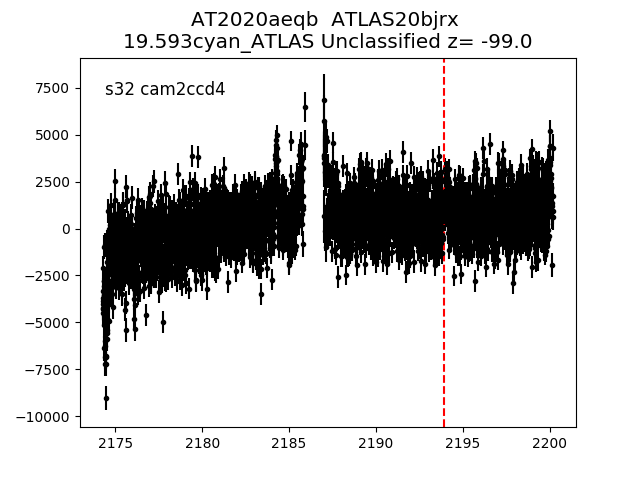 AT2020aeqb  ATLAS20bjrx
19.593cyan_ATLAS Unclassified z= -99.0
s32 cam2ccd4
7500
5000
2500
0
−2500
−5000
−7500
−10000
2175 2180 2185 2190 2195 2200